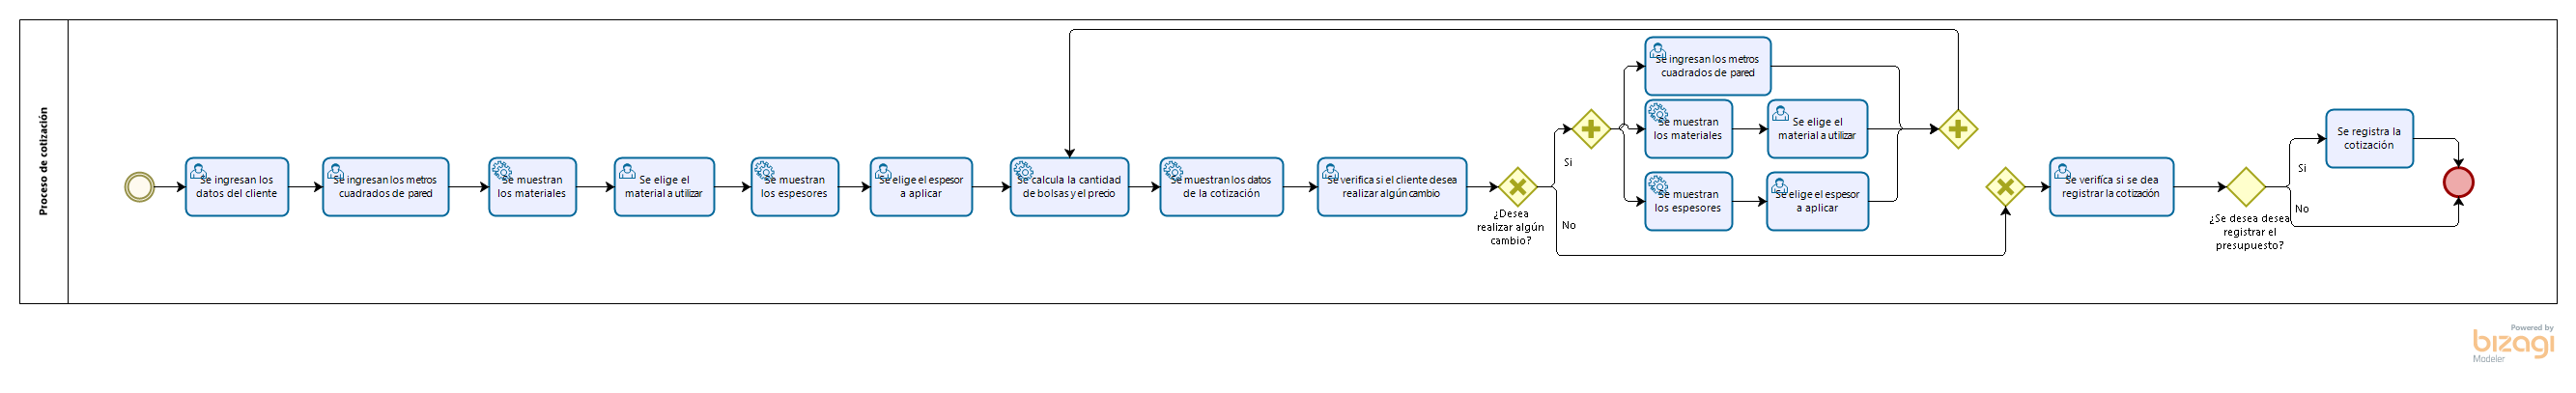 Proceso de cotización
Se ingresan los
datos del cliente
Se ingresan los metros
cuadrados de pared
Se muestran
los materiales
Se elige el
material a utilizar
Se muestran
los espesores
Se elige el espesor
a aplicar
Se calcula la cantidad
de bolsas y el precio
Se muestran los datos
de la cotización
Se verifica si el cliente desea
realizar algún cambio
¿Desea
realizar algún
cambio?
Si
No
Se ingresan los metros
cuadrados de pared
Se muestran
los materiales
Se elige el
material a utilizar
Se muestran
los espesores
Se elige el espesor
a aplicar
Se verifíca si se dea
registrar la cotización
¿Se desea desea
registrar el
presupuesto?
Si
No
Se registra la
cotización
Powered by
bizagi
Modeler